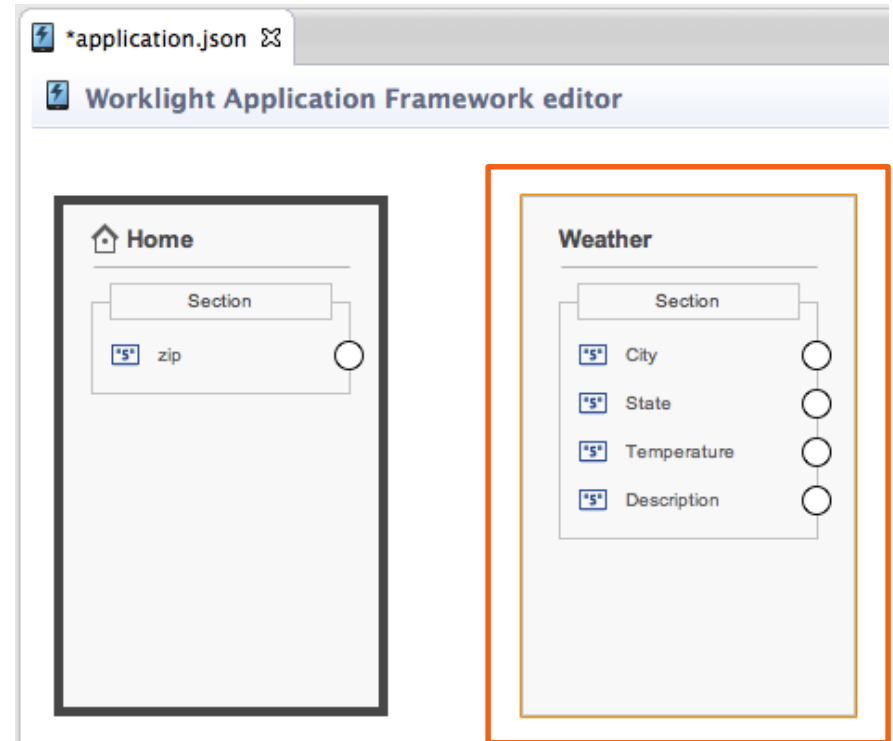 *application.json
Worklight Application Framework editor
Home
Section
"S" zip
Weather
Section
"S" City
"S" State
"S" Temperature
"S" Description